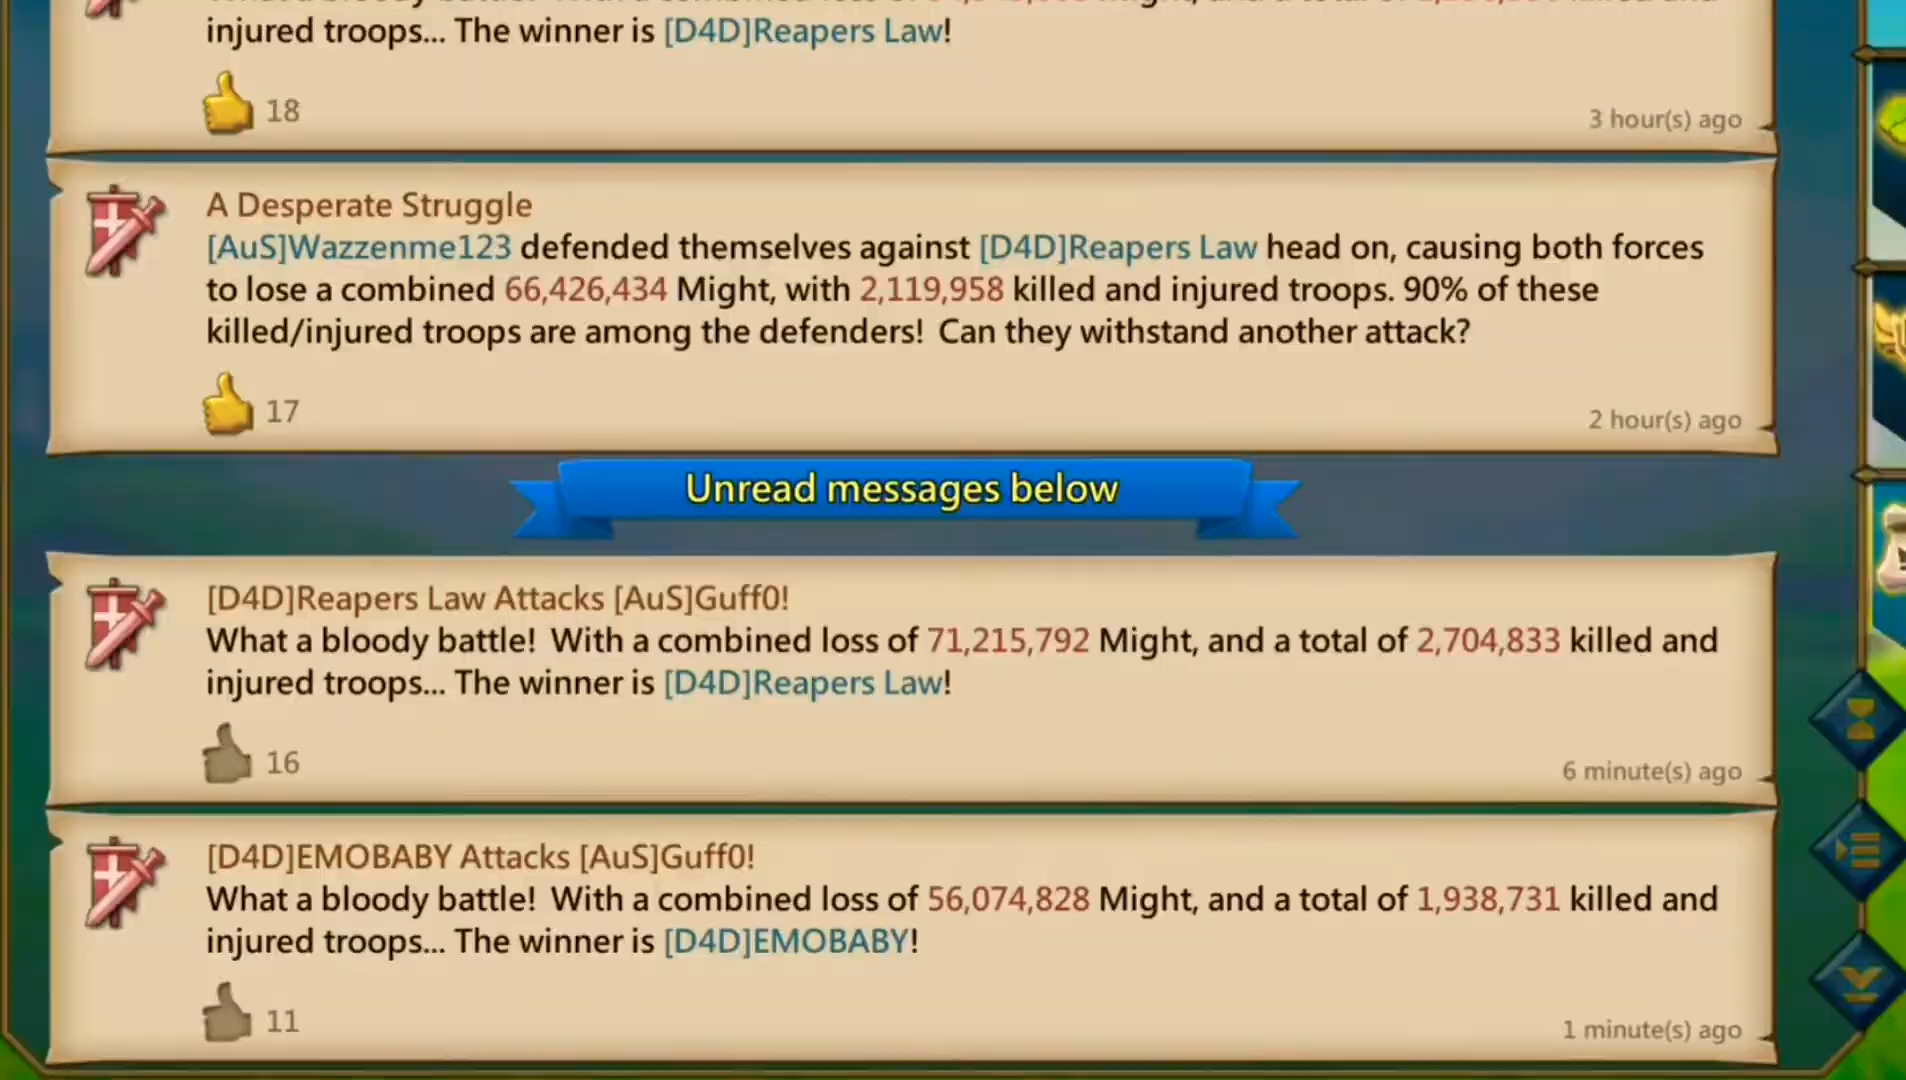 injured troops... The winner is [D4D]Reapers Law!
18
3 hour(s) ago
A Desperate Struggle
[AuS]Wazzenme123 defended themselves against [D4D]Reapers Law head on, causing both forces
to lose a combined 66,426,434 Might, with 2,119,958 killed and injured troops. 90% of these
killed/injured troops are among the defenders! Can they withstand another attack?
17
2 hour(s) ago
Unread messages below
[D4D]Reapers Law Attacks [AuS]Guff0!
What a bloody battle! With a combined loss of 71,215,792 Might, and a total of 2,704,833 killed and
injured troops... The winner is [D4D]Reapers Law!
16
6 minute(s) ago
[D4D]EMOBABY Attacks [AuS]Guff0!
What a bloody battle! With a combined loss of 56,074,828 Might, and a total of 1,938,731 killed and
injured troops... The winner is [D4D]EMOBABY!
11
1 minute(s) ago